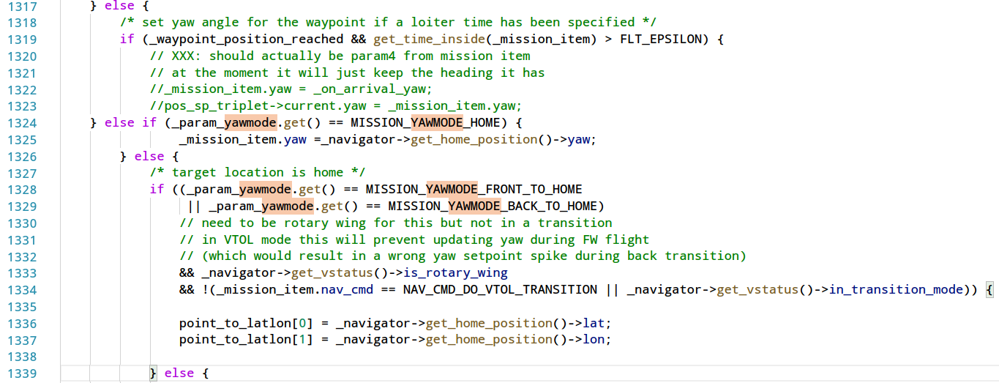 1317 } else {
1318 /* set yaw angle for the waypoint if a loiter time has been specified */
1319 if (_waypoint_position_reached && get_time_inside(_mission_item) > FLT_EPSILON) {
1320 // XXX: should actually be param4 from mission item
1321 // at the moment it will just keep the heading it has
1322 //_mission_item.yaw = _on_arrival_yaw;
1323 //pos_sp_triplet->current.yaw = _mission_item.yaw;
1324 } else if (_param_yawmode.get() == MISSION_YAWMODE_HOME) {
1325 _mission_item.yaw =_navigator->get_home_position()->yaw;
1326 } else {
1327 /* target location is home */
1328 if ((_param_yawmode.get() == MISSION_YAWMODE_FRONT_TO_HOME
1329 || _param_yawmode.get() == MISSION_YAWMODE_BACK_TO_HOME)
1330 // need to be rotary wing for this but not in a transition
1331 // in VTOL mode this will prevent updating yaw during FW flight
1332 // (which would result in a wrong yaw setpoint spike during back transition)
1333 && _navigator->get_vstatus()->is_rotary_wing
1334 && !(_mission_item.nav_cmd == NAV_CMD_DO_VTOL_TRANSITION || _navigator->get_vstatus()->in_transition_mode)) {
1335
1336 point_to_latlon[0] = _navigator->get_home_position()->lat;
1337 point_to_latlon[1] = _navigator->get_home_position()->lon;
1338
1339 } else {